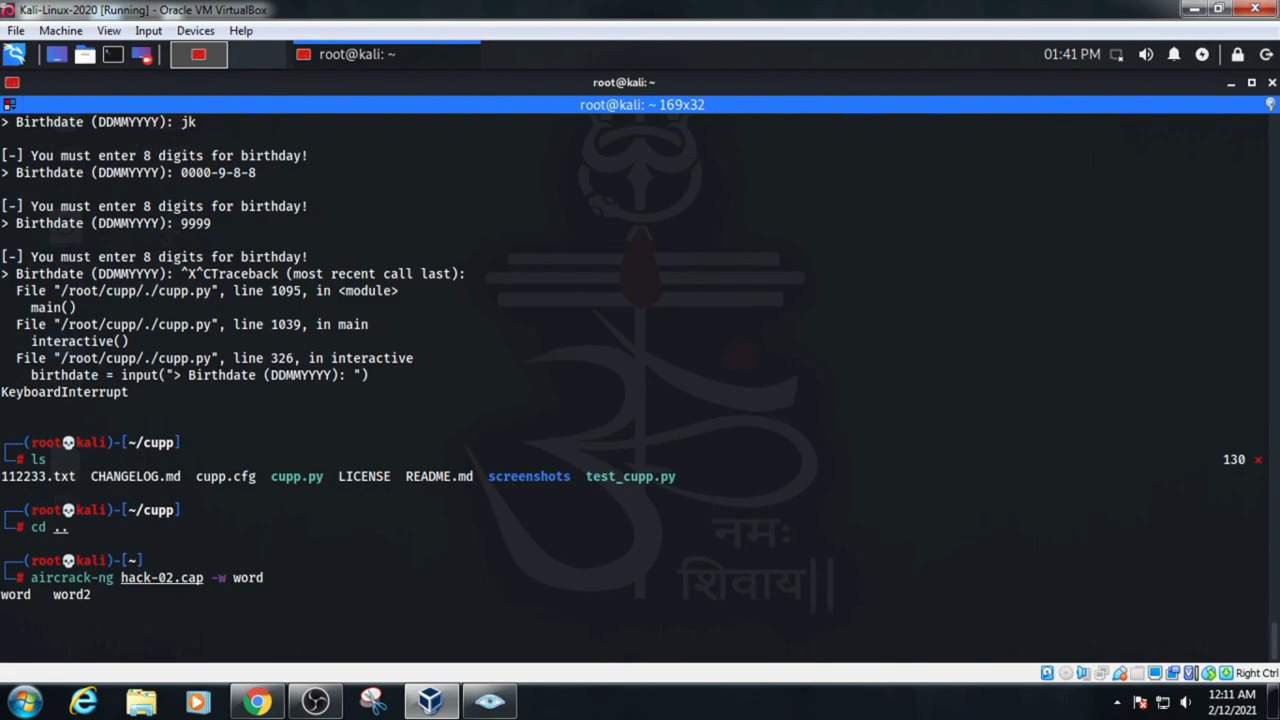 Kali-Linux-2020 [Running] - Oracle VM VirtualBox
File Machine View Input Devices Help
root@kali: ~ 01:41 PM
root@kali: ~
root@kali: ~ 169x32
> Birthdate (DDMMYYYY): jk
[-] You must enter 8 digits for birthday!
> Birthdate (DDMMYYYY): 0000-9-8-8
[-] You must enter 8 digits for birthday!
> Birthdate (DDMMYYYY): 9999
[-] You must enter 8 digits for birthday!
> Birthdate (DDMMYYYY): ^X^CTraceback (most recent call last):
File "/root/cupp/./cupp.py", line 1095, in <module>
main()
File "/root/cupp/./cupp.py", line 1039, in main
interactive()
File "/root/cupp/./cupp.py", line 326, in interactive
birthdate = input("> Birthdate (DDMMYYYY): ")
KeyboardInterrupt
┌──(root💀kali)-[~/cupp]
└─# ls 130 ⨯
112233.txt CHANGELOG.md cupp.cfg cupp.py LICENSE README.md screenshots test_cupp.py
┌──(root💀kali)-[~/cupp]
└─# cd ..
┌──(root💀kali)-[~]
└─# aircrack-ng hack-02.cap -w word
word word2
नमः
शिवाय||
Right Ctrl
12:11 AM
2/12/2021